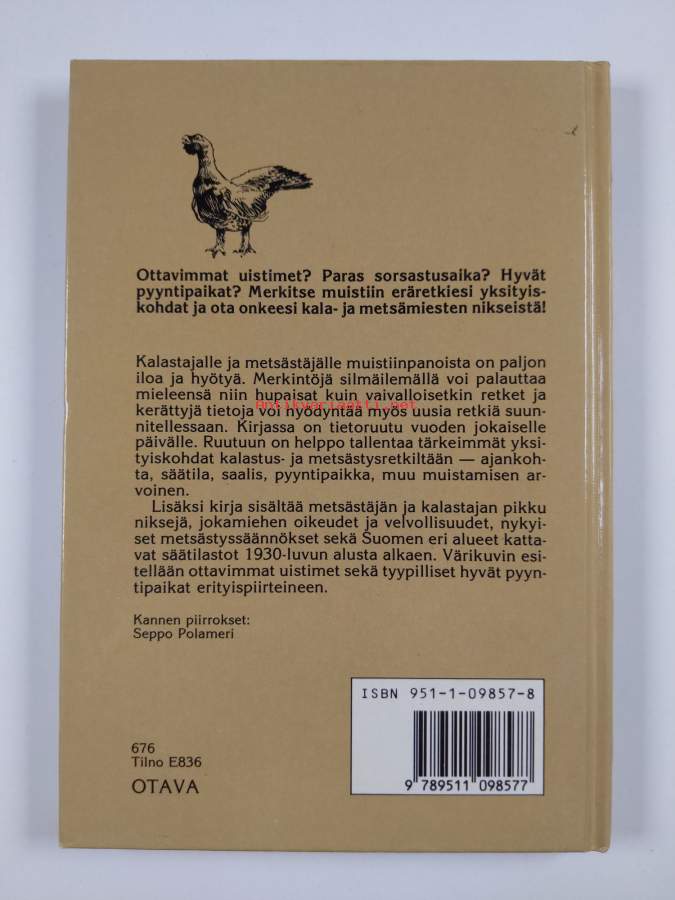 Ottavimmat uistimet? Paras sorsastusaika? Hyvät
pyyntipaikat? Merkitse muistiin eräretkiesi yksityis-
kohdat ja ota onkeesi kala- ja metsämiesten nikseistä!
Kalastajalle ja metsästäjälle muistiinpanoista on paljon
iloa ja hyötyä. Merkintöjä silmäilemällä voi palauttaa
mieleensä niin hupaisat kuin vaivalloisetkin retket ja
kerättyjä tietoja voi hyödyntää myös uusia retkiä suun-
Antikvariaatti.net
nitellessaan. Kirjassa on tietoruutu vuoden jokaiselle
päivälle. Ruutuun on helppo tallentaa tärkeimmät yksi-
tyiskohdat kalastus- ja metsästysretkiltään — ajankoh-
ta, säätila, saalis, pyyntipaikka, muu muistamisen ar-
voinen.
Lisäksi kirja sisältää metsästäjän ja kalastajan pikku
niksejä, jokamiehen oikeudet ja velvollisuudet, nykyi-
set metsästyssäännökset sekä Suomen eri alueet katta-
vat säätilastot 1930-luvun alusta alkaen. Värikuvin esi-
tellään ottavimmat uistimet sekä tyypilliset hyvät pyyn-
tipaikat erityispiirteineen.
Kannen piirrokset:
Seppo Polameri
ISBN 951-1-09857-8
9 789511 098577
676
Tilno E836
OTAVA